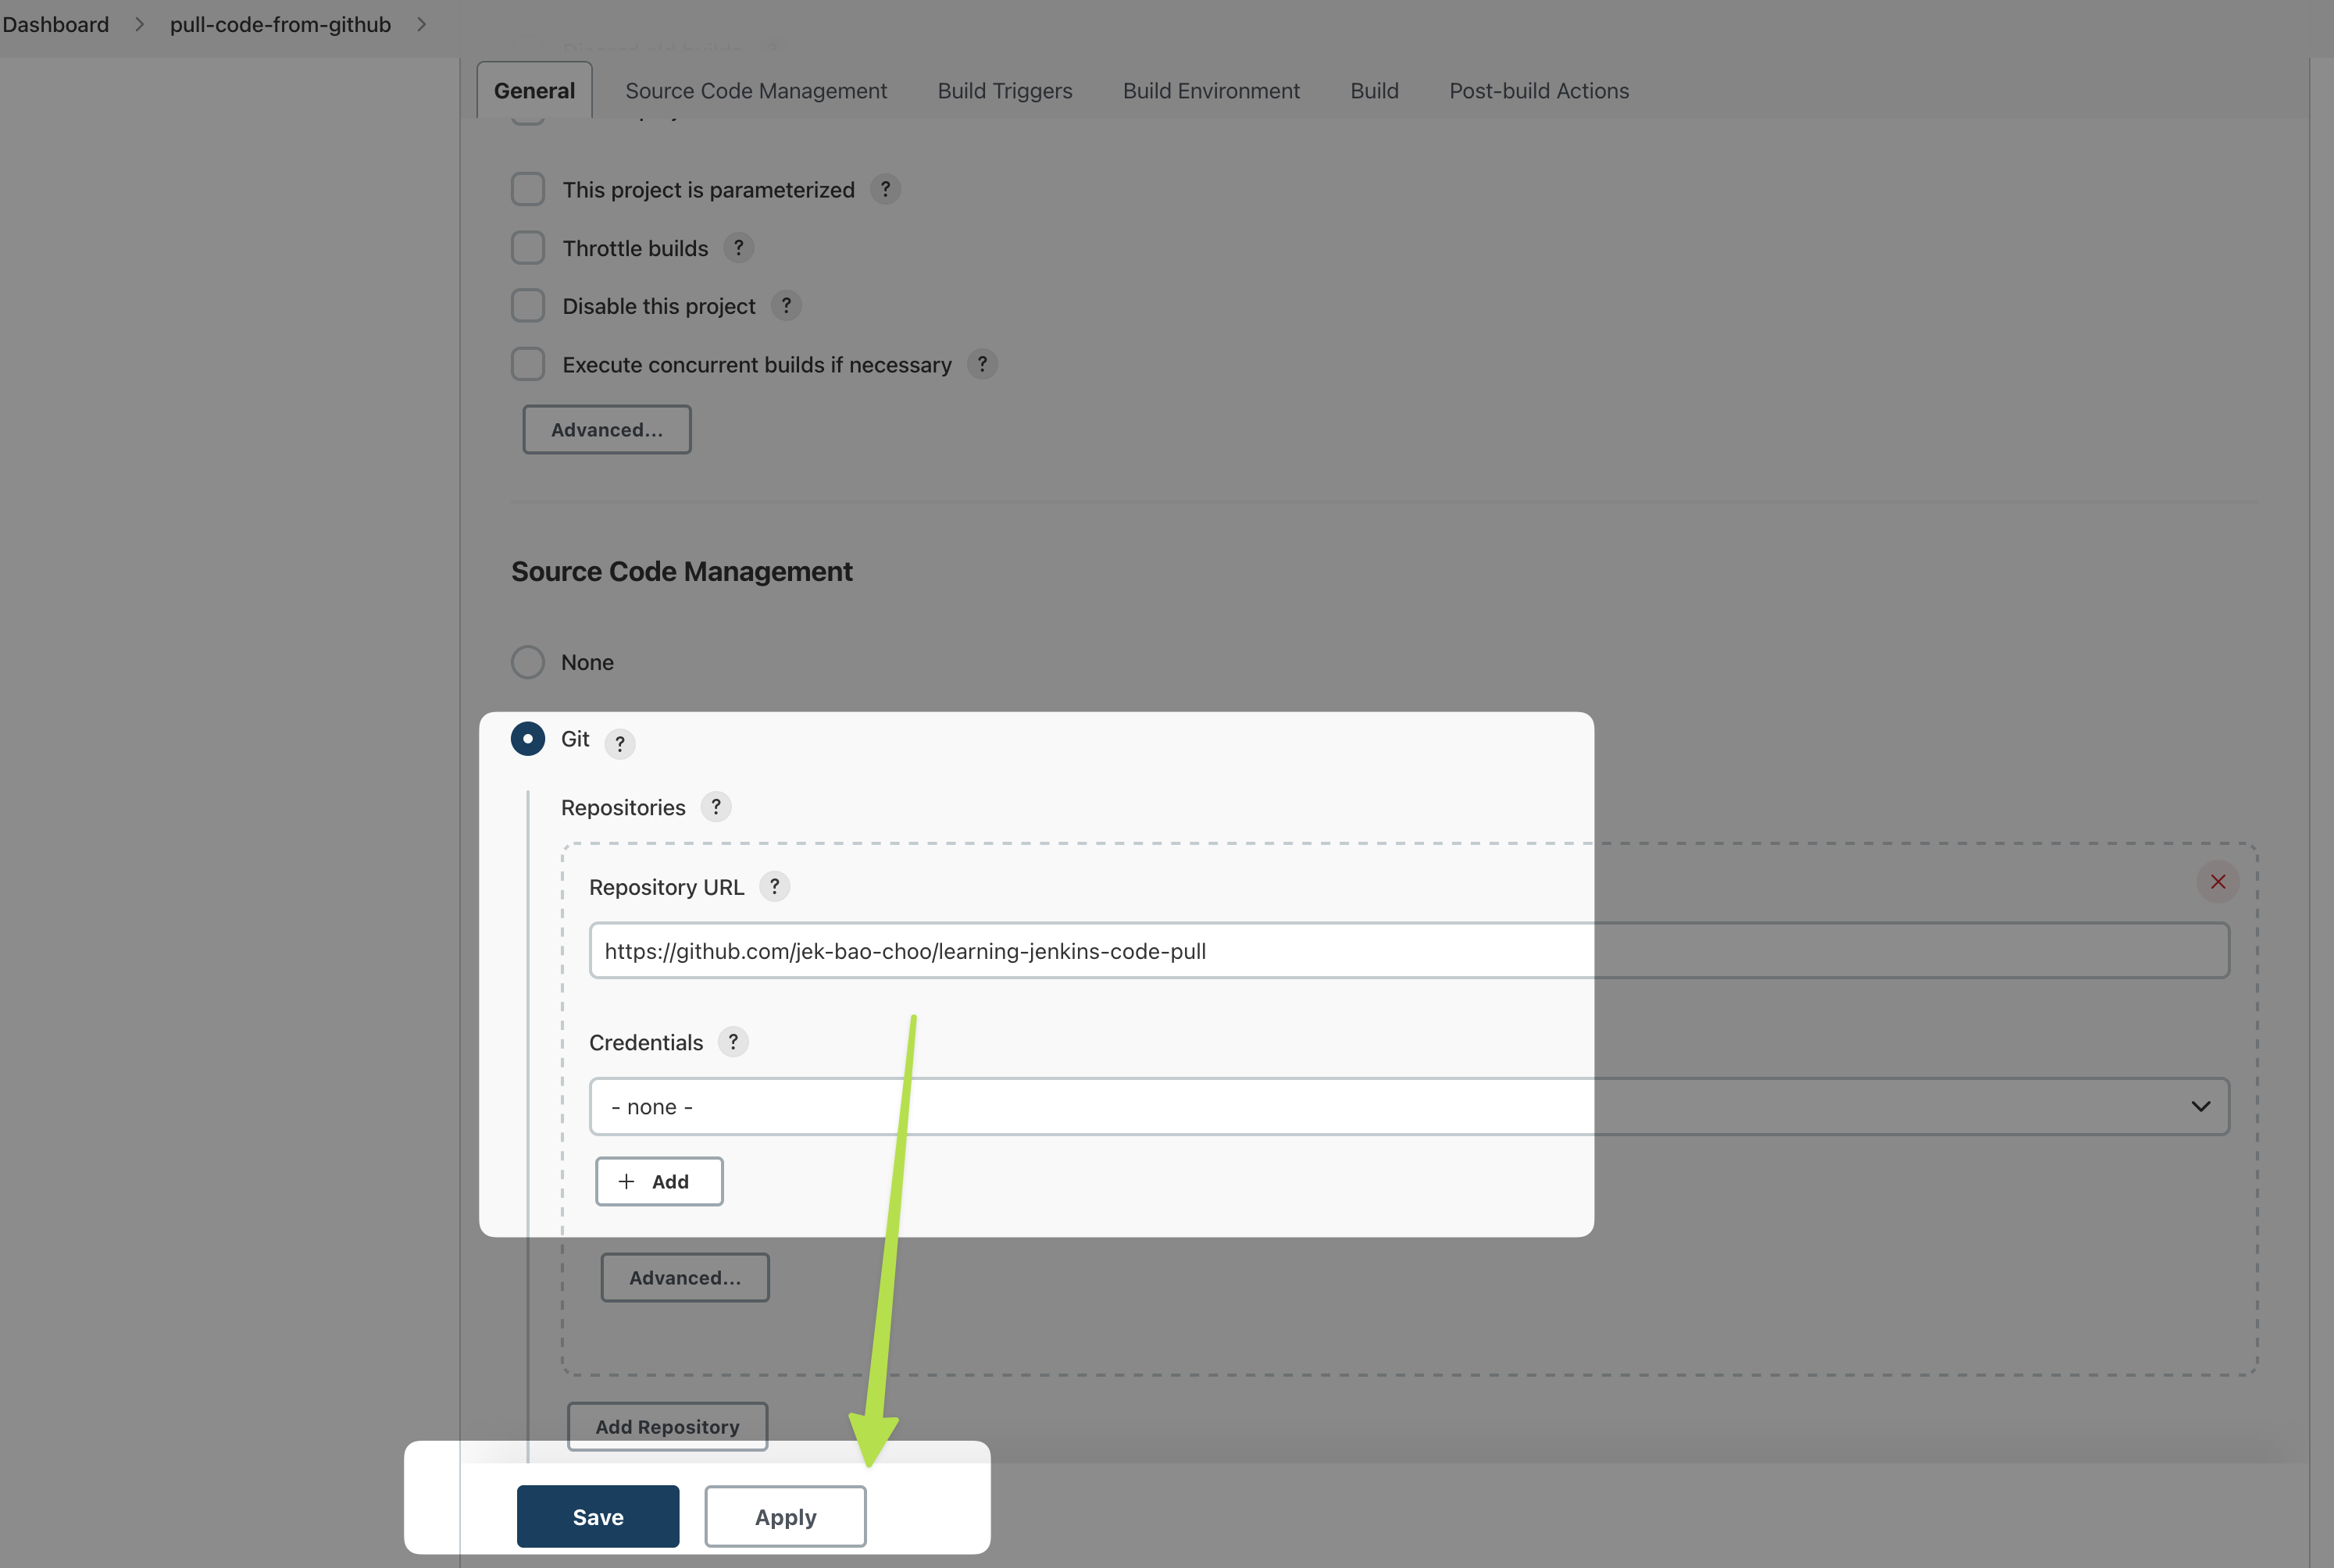 Dashboard > pull-code-from-github >
General Source Code Management Build Triggers Build Environment Build Post-build Actions
This project is parameterized ?
Throttle builds ?
Disable this project ?
Execute concurrent builds if necessary ?
Advanced...
Source Code Management
None
Git ?
Repositories ?
Repository URL ?
https://github.com/jek-bao-choo/learning-jenkins-code-pull
Credentials ?
- none -
+ Add
Advanced...
Add Repository
Save Apply